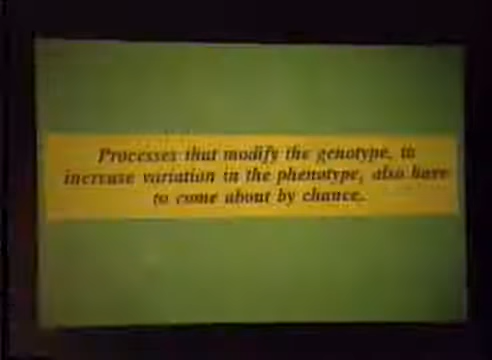 Processes that modify the genotype, to
increase variation in the phenotype, also have
to come about by chance.